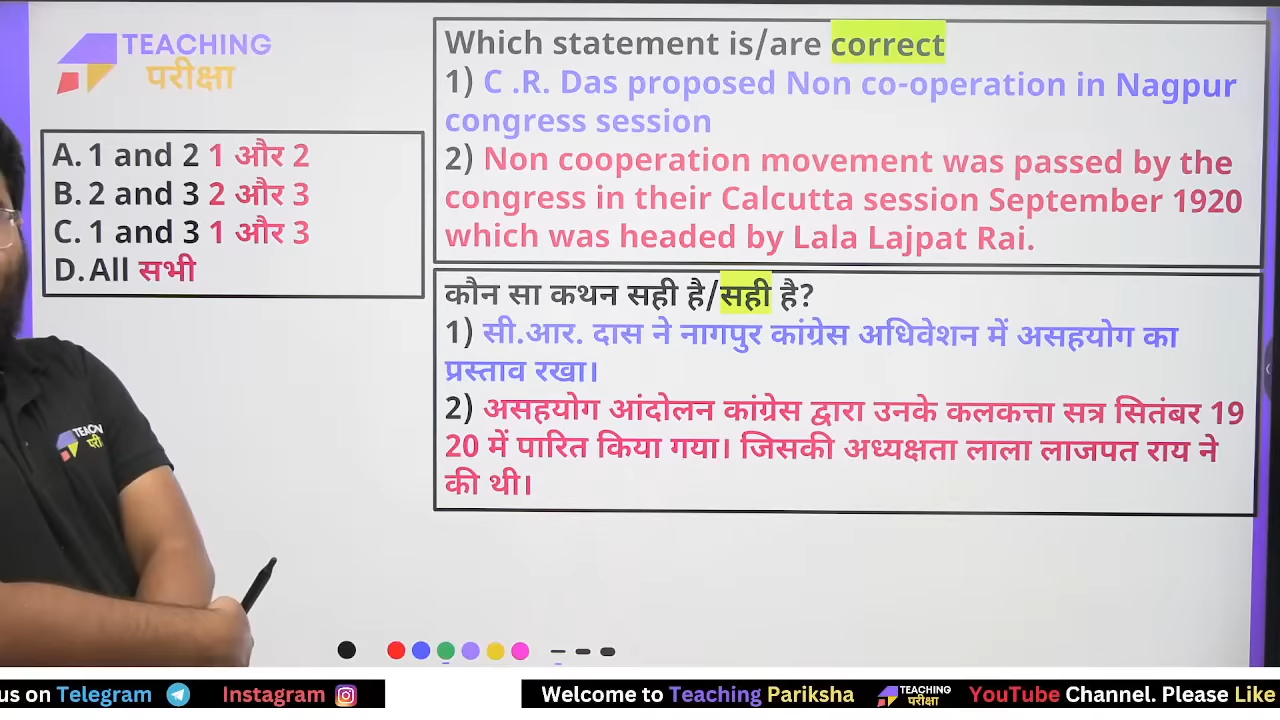 TEACHING
परीक्षा
A. 1 and 2 1 और 2
B. 2 and 3 2 और 3
C. 1 and 3 1 और 3
D. All सभी
Which statement is/are correct
1) C .R. Das proposed Non co-operation in Nagpur
congress session
2) Non cooperation movement was passed by the
congress in their Calcutta session September 1920
which was headed by Lala Lajpat Rai.
कौन सा कथन सही है/सही है?
1) सी.आर. दास ने नागपुर कांग्रेस अधिवेशन में असहयोग का
प्रस्ताव रखा।
2) असहयोग आंदोलन कांग्रेस द्वारा उनके कलकत्ता सत्र सितंबर 19
20 में पारित किया गया। जिसकी अध्यक्षता लाला लाजपत राय ने
की थी।
us on Telegram Instagram
Welcome to Teaching Pariksha TEACHING परीक्षा YouTube Channel. Please Like